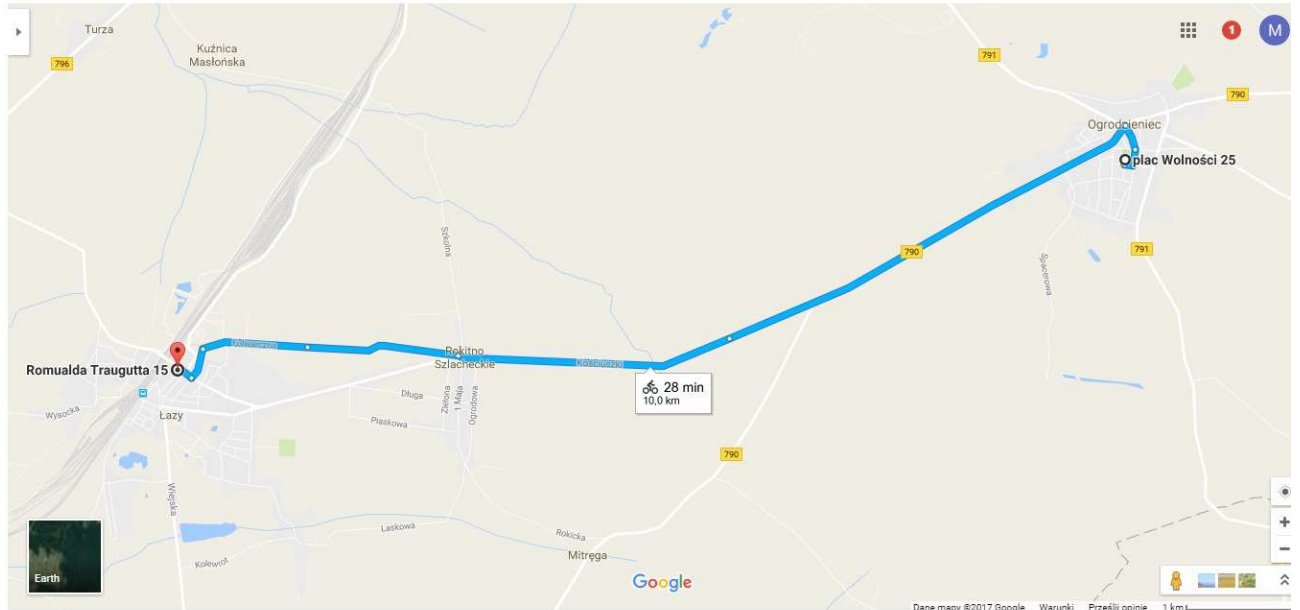 Turza
Kuźnica
Masłońska
796
791
1
M
790
Ogrodzieniec
plac Wolności 25
Szkolna
790
791
Spacerowa
Rokitno
Szlacheckie
Kościuszki
Romualda Traugutta 15
28 min
10,0 km
Długa
Zielona
1 Maja
Ogrodowa
Wysocka
Łazy
Piaskowa
790
Wiejska
Laskowa
Rokicka
Mitręga
Kolewrot
Earth
Google
Dane mapy ©2017 Google Warunki Prześlij opinię 1 km